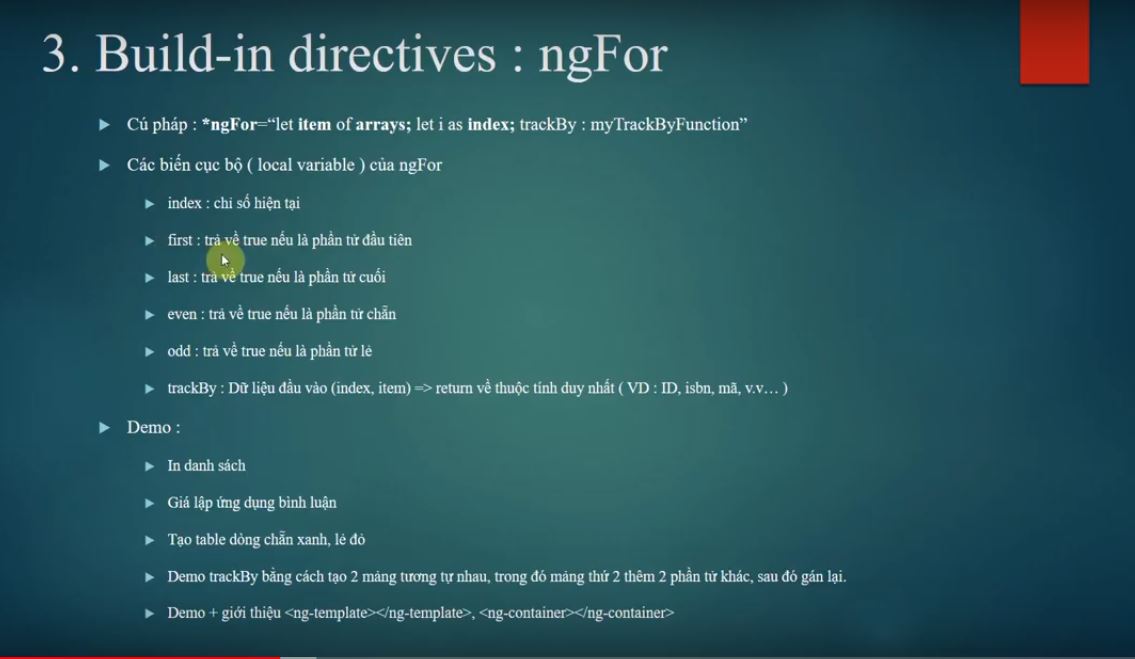 3. Build-in directives : ngFor
Cú pháp : *ngFor=“let item of arrays; let i as index; trackBy : myTrackByFunction”
Các biến cục bộ ( local variable ) của ngFor
index : chỉ số hiện tại
first : trả về true nếu là phần tử đầu tiên
last : trả về true nếu là phần tử cuối
even : trả về true nếu là phần tử chẵn
odd : trả về true nếu là phần tử lẻ
trackBy : Dữ liệu đầu vào (index, item) => return về thuộc tính duy nhất ( VD : ID, isbn, mã, v.v… )
Demo :
In danh sách
Giả lập ứng dụng bình luận
Tạo table dòng chẵn xanh, lẻ đỏ
Demo trackBy bằng cách tạo 2 mảng tương tự nhau, trong đó mảng thứ 2 thêm 2 phần tử khác, sau đó gán lại.
Demo + giới thiệu <ng-template></ng-template>, <ng-container></ng-container>